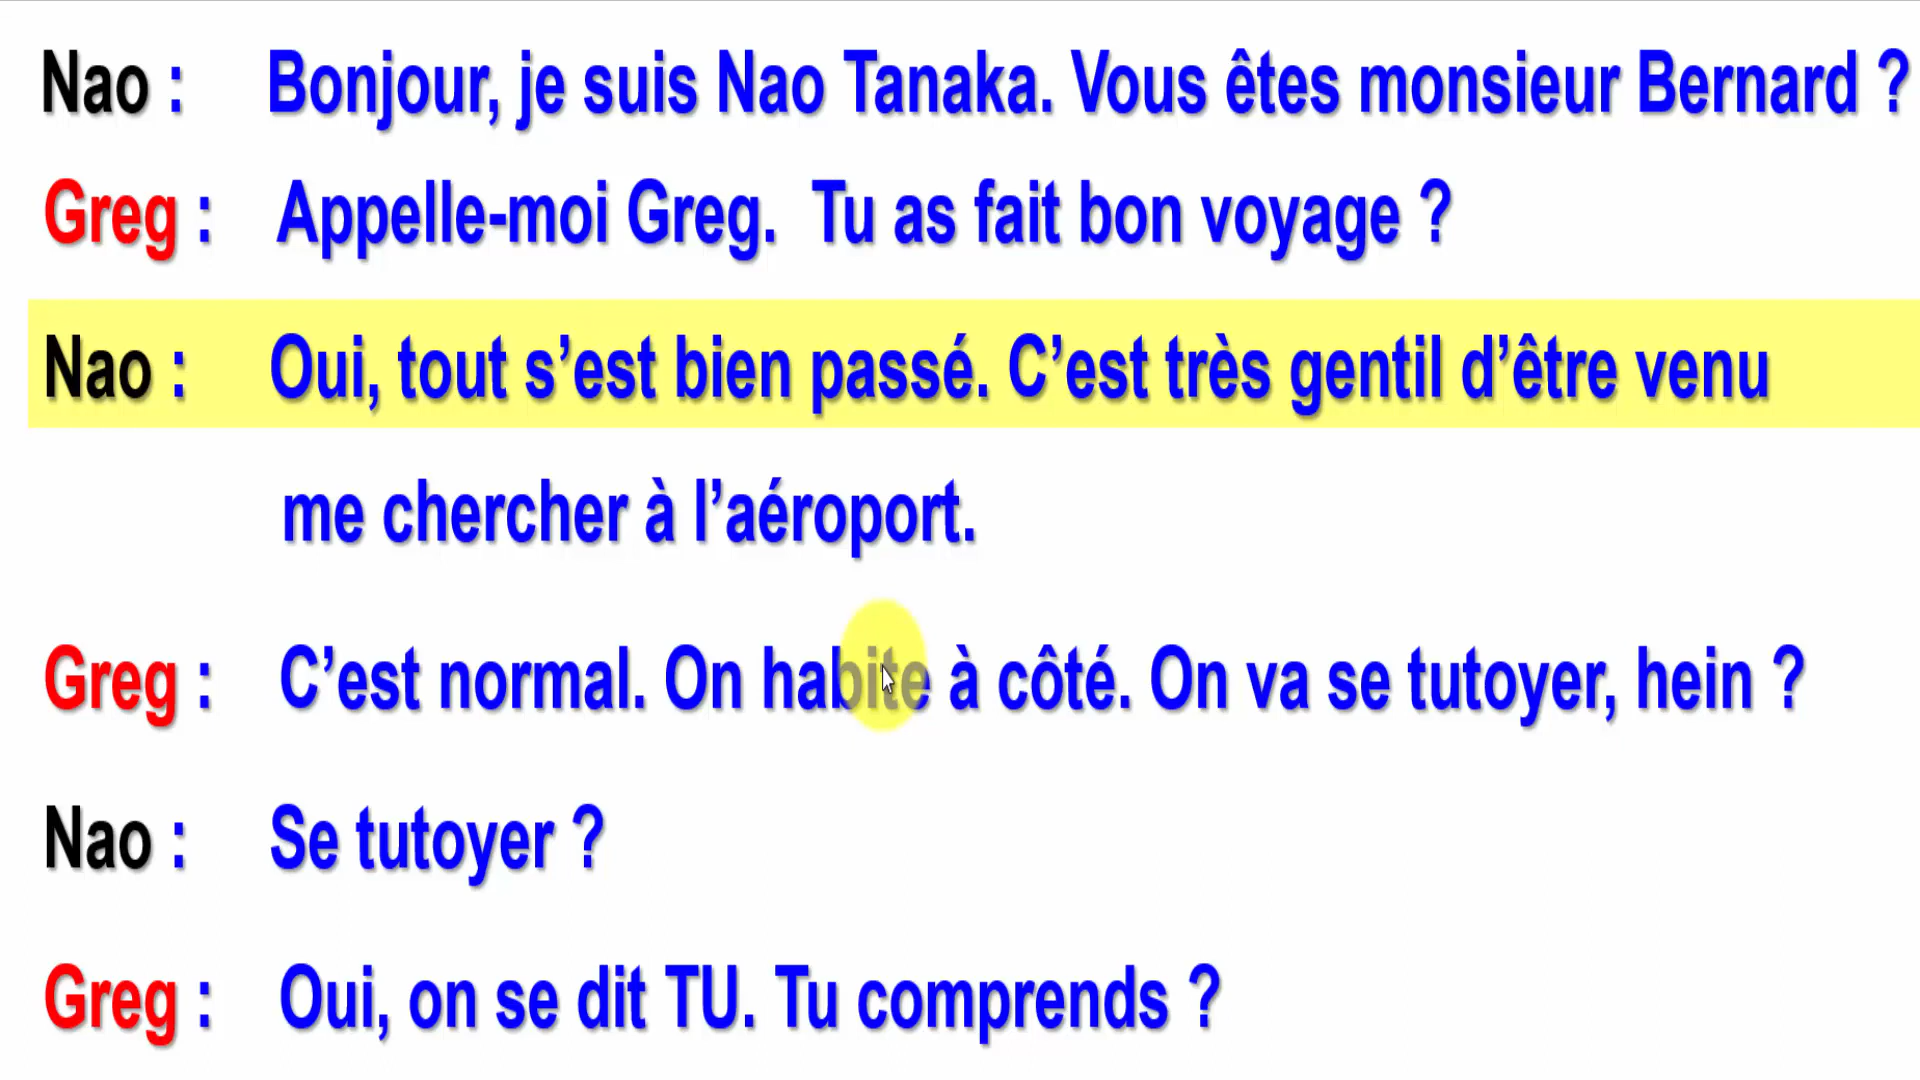 Nao : Bonjour, je suis Nao Tanaka. Vous êtes monsieur Bernard ?
Greg : Appelle-moi Greg. Tu as fait bon voyage ?
Nao : Oui, tout s’est bien passé. C’est très gentil d’être venu
me chercher à l’aéroport.
Greg : C’est normal. On habite à côté. On va se tutoyer, hein ?
Nao : Se tutoyer ?
Greg : Oui, on se dit TU. Tu comprends ?